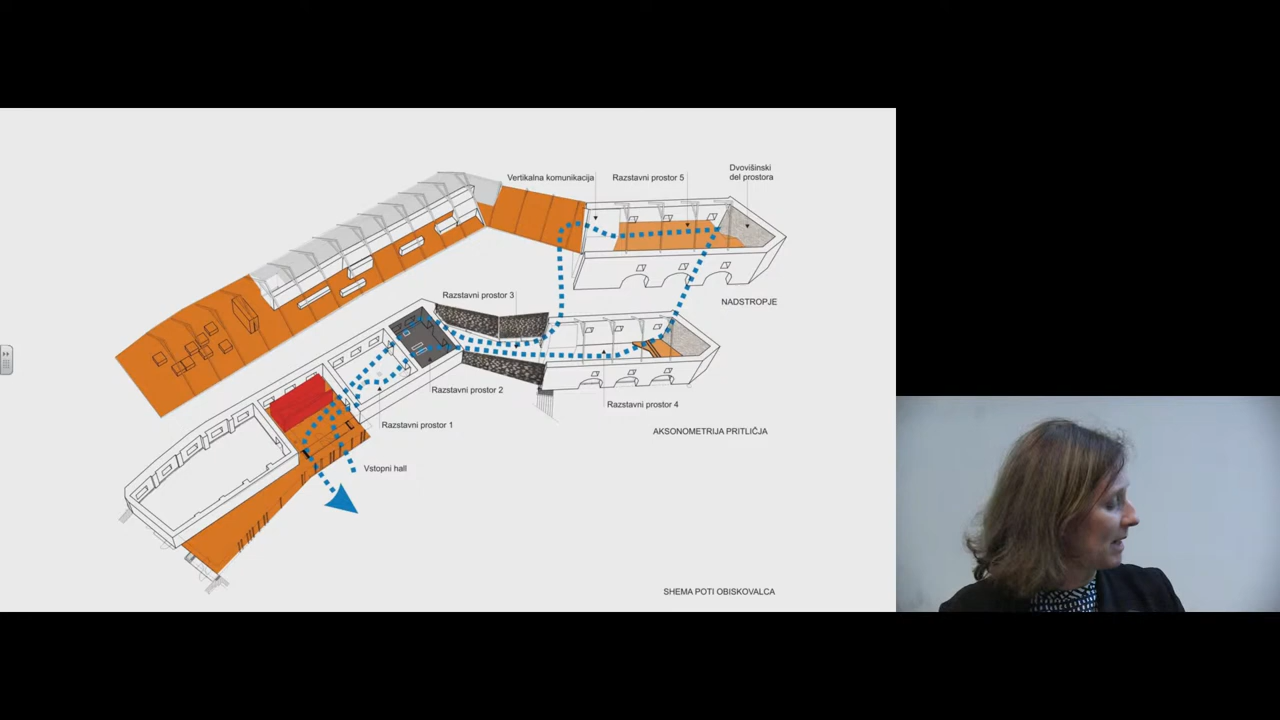 Dvovišinski
del prostora
Vertikalna komunikacija
Razstavni prostor 5
Razstavni prostor 3
NADSTROPJE
Razstavni prostor 2
Razstavni prostor 4
Razstavni prostor 1
AKSONOMETRIJA PRITLIČJA
Vstopni hall
SHEMA POTI OBISKOVALCA